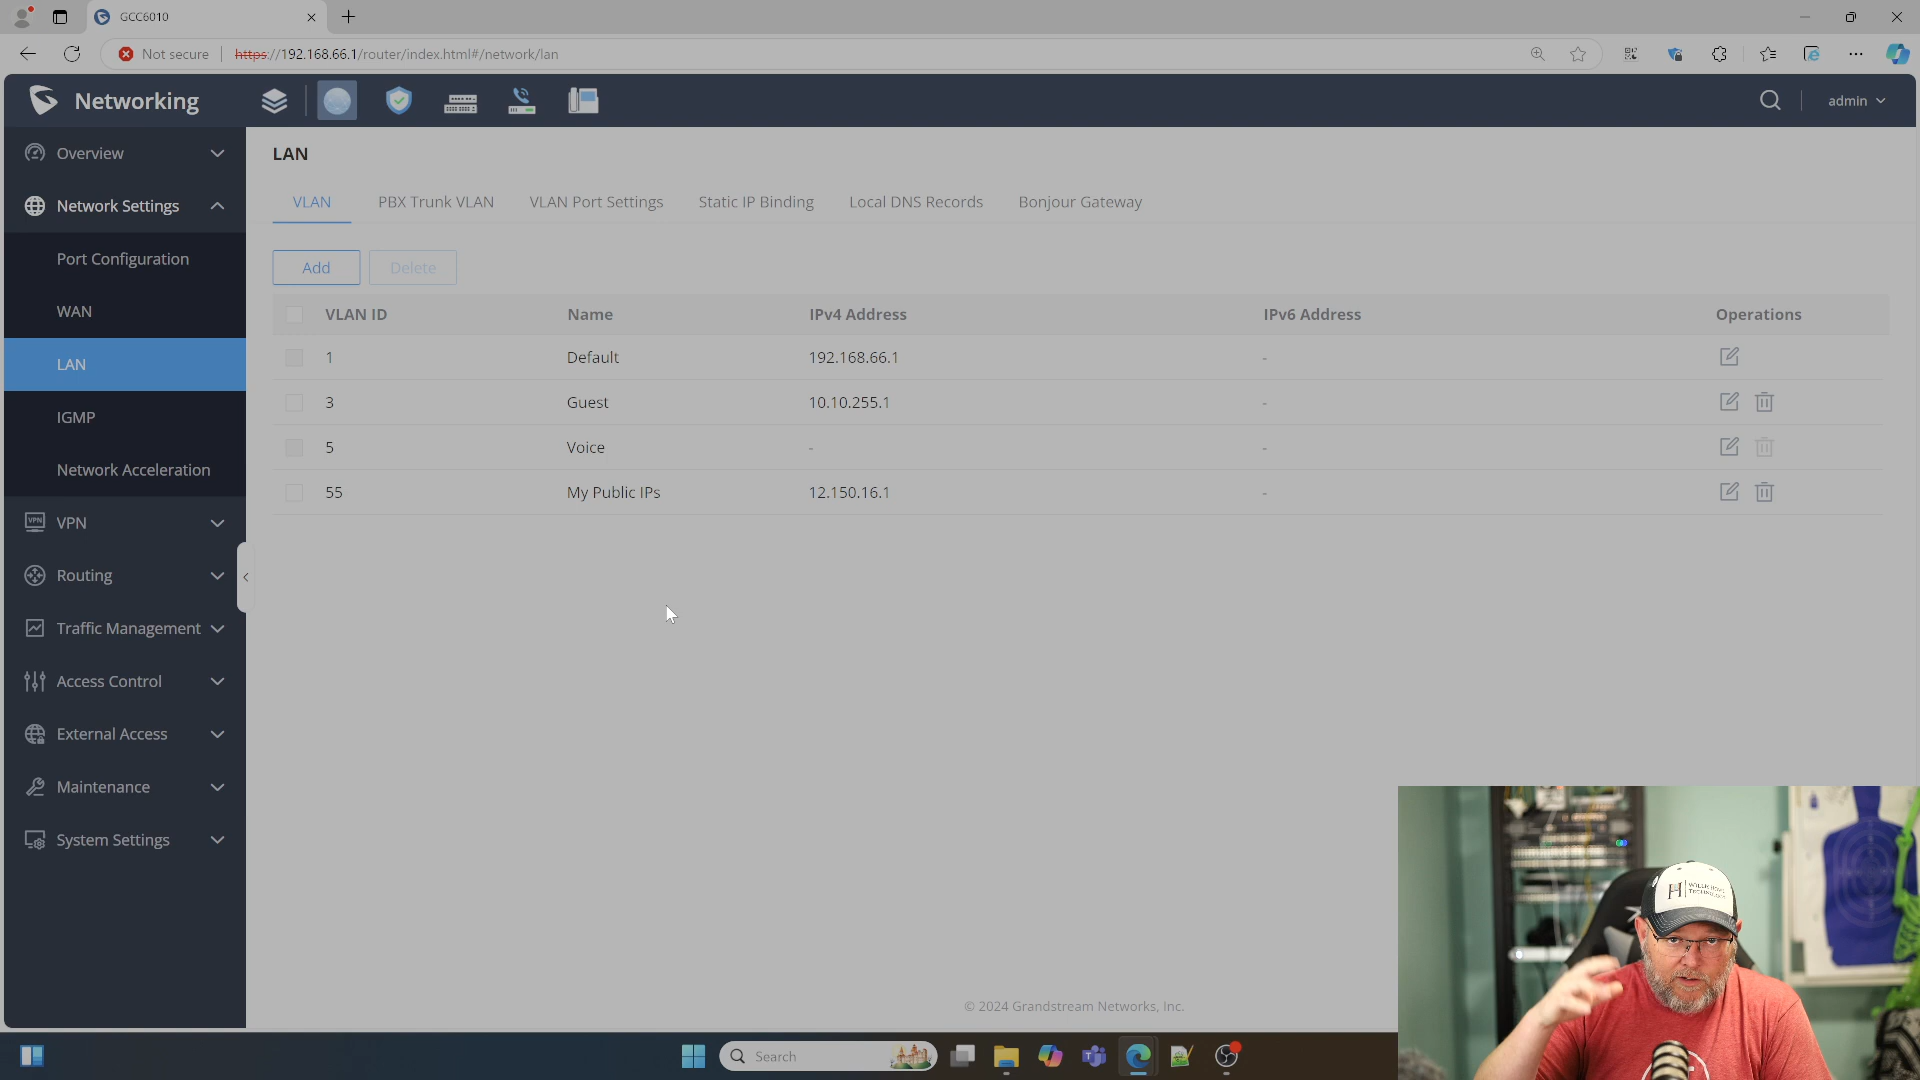 GCC6010
Not secure
https://192.168.66.1/router/index.html#/network/lan
Networking
admin
Overview
Network Settings
Port Configuration
WAN
LAN
IGMP
Network Acceleration
VPN
VPN
Routing
Traffic Management
Access Control
External Access
Maintenance
System Settings
LAN
VLAN PBX Trunk VLAN VLAN Port Settings Static IP Binding Local DNS Records Bonjour Gateway
Add Delete
VLAN ID Name IPv4 Address IPv6 Address Operations
1 Default 192.168.66.1 -
3 Guest 10.10.255.1 -
5 Voice - -
55 My Public IPs 12.150.16.1 -
© 2024 Grandstream Networks, Inc.
Search